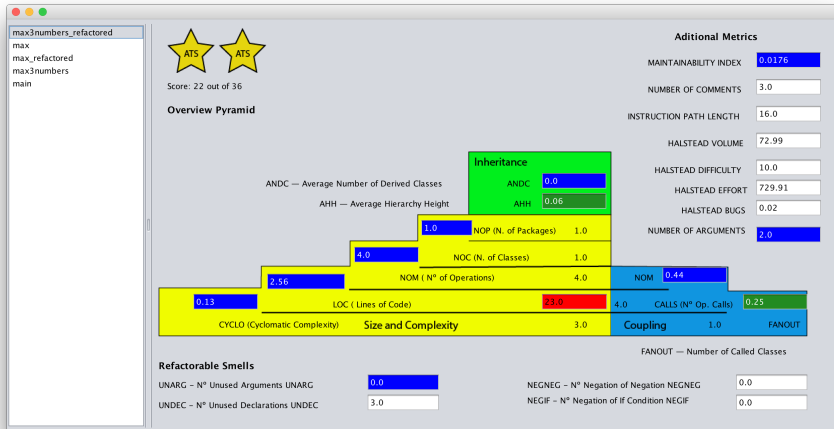 max3numbers_refactored
max
max_refactored
max3numbers
main
ATS ATS
Score: 22 out of 36
Overview Pyramid
Aditional Metrics
MAINTAINABILITY INDEX 0.0176
NUMBER OF COMMENTS 3.0
INSTRUCTION PATH LENGTH 16.0
HALSTEAD VOLUME 72.99
HALSTEAD DIFFICULTY 10.0
HALSTEAD EFFORT 729.91
HALSTEAD BUGS 0.02
NUMBER OF ARGUMENTS 2.0
Inheritance
ANDC — Average Number of Derived Classes ANDC 0.0
AHH — Average Hierarchy Height AHH 0.06
1.0 NOP (N. of Packages) 1.0
4.0 NOC (N. of Classes) 1.0
2.56 NOM ( Nº of Operations) 4.0 NOM 0.44
0.13 LOC ( Lines of Code) 23.0 4.0 CALLS (Nº Op. Calls) 0.25
CYCLO (Cyclomatic Complexity) Size and Complexity 3.0 Coupling 1.0 FANOUT
FANOUT — Number of Called Classes
Refactorable Smells
UNARG – Nº Unused Arguments UNARG 0.0 NEGNEG – Nº Negation of Negation NEGNEG 0.0
UNDEC – Nº Unused Declarations UNDEC 3.0 NEGIF – Nº Negation of If Condition NEGIF 0.0